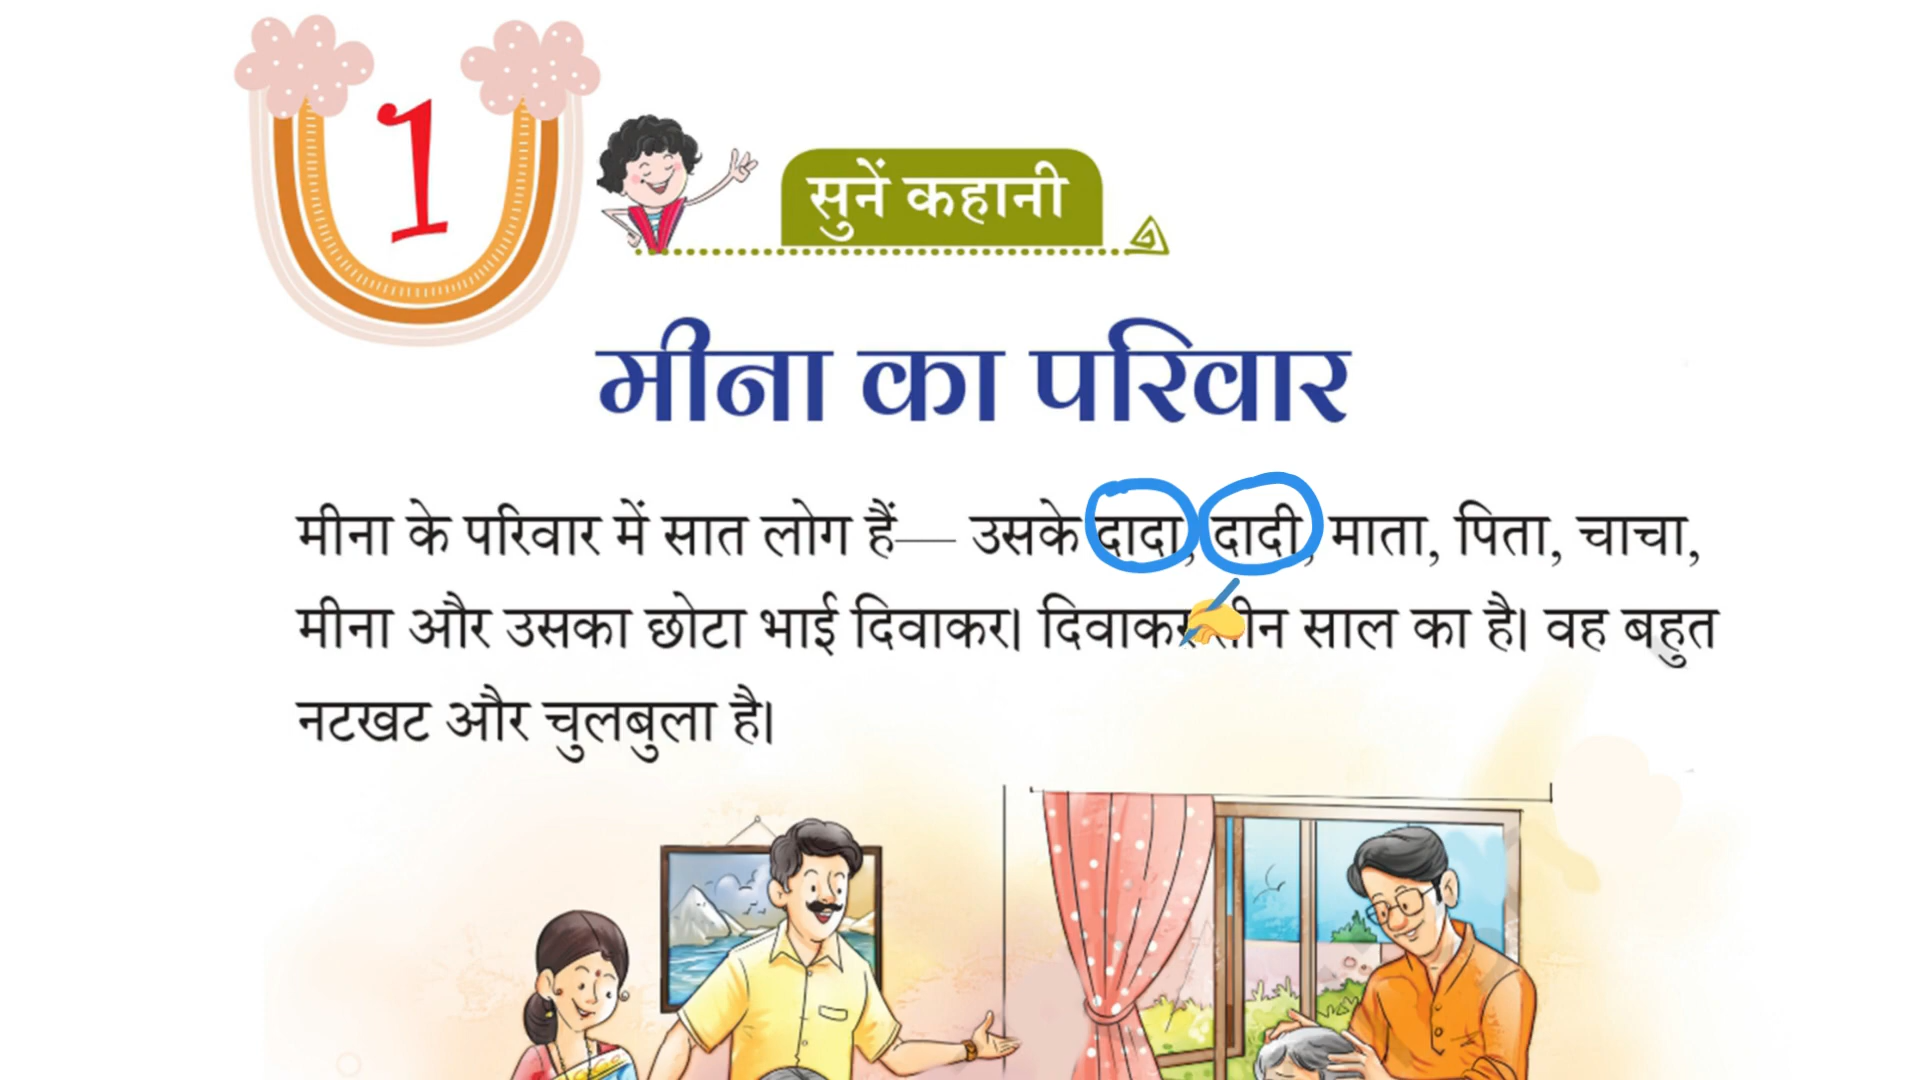 1
सुनें कहानी
मीना का परिवार
मीना के परिवार में सात लोग हैं— उसके दादा, दादी, माता, पिता, चाचा,
मीना और उसका छोटा भाई दिवाकर। दिवाकर तीन साल का है। वह बहुत
नटखट और चुलबुला है।